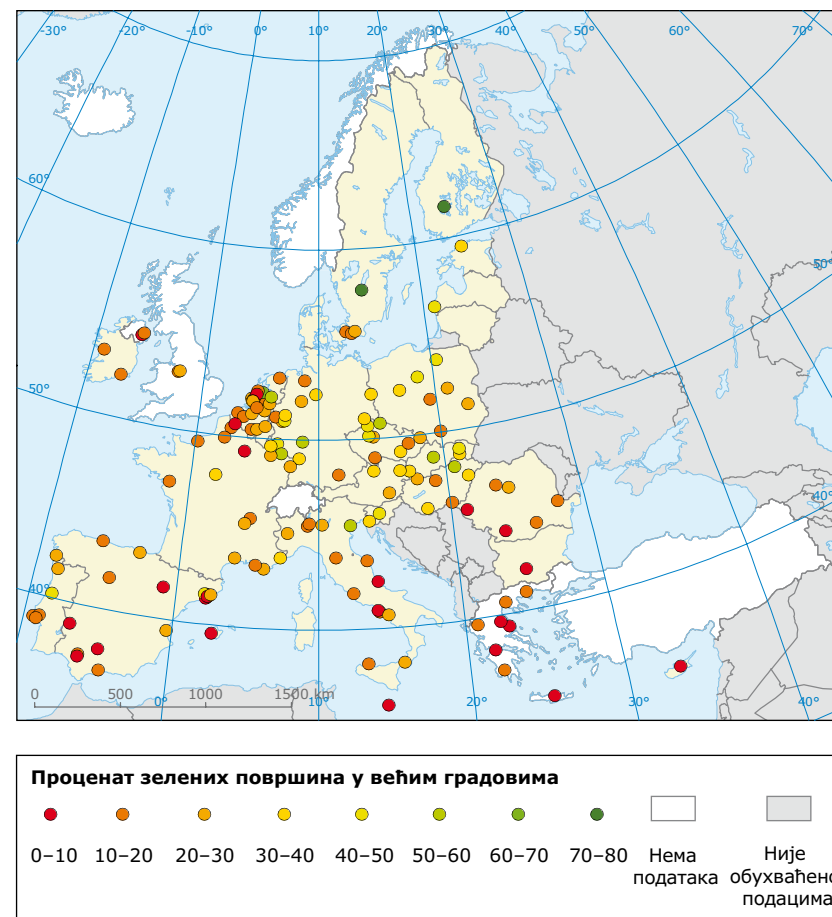 -30° -20° -10° 0° 10° 20° 30° 40° 50° 60° 70°
60°
50°
50°
40°
40°
0 500 1000 1500 km
0° 10° 20° 30° 40°
Проценат зелених површина у већим градовима
0–10 10–20 20–30 30–40 40–50 50–60 60–70 70–80 Нема података Није обухваћено подацима